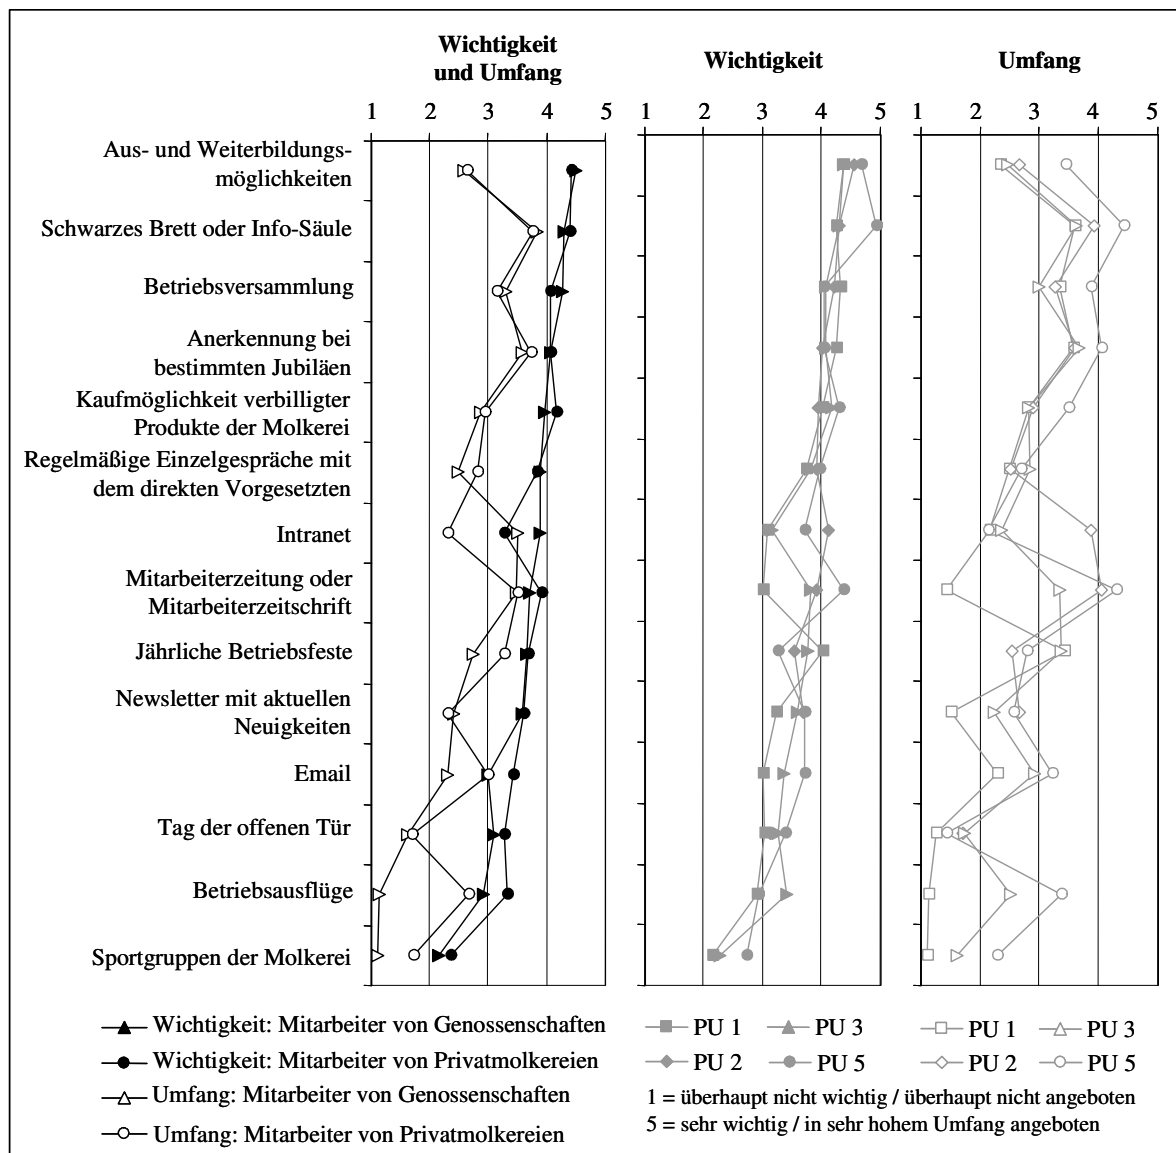 Wichtigkeit
und Umfang
Wichtigkeit
Umfang
1 2 3 4 5
1 2 3 4 5
1 2 3 4 5
Aus- und Weiterbildungs-
möglichkeiten
Schwarzes Brett oder Info-Säule
Betriebsversammlung
Anerkennung bei
bestimmten Jubiläen
Kaufmöglichkeit verbilligter
Produkte der Molkerei
Regelmäßige Einzelgespräche mit
dem direkten Vorgesetzten
Intranet
Mitarbeiterzeitung oder
Mitarbeiterzeitschrift
Jährliche Betriebsfeste
Newsletter mit aktuellen
Neuigkeiten
Email
Tag der offenen Tür
Betriebsausflüge
Sportgruppen der Molkerei
Wichtigkeit: Mitarbeiter von Genossenschaften
Wichtigkeit: Mitarbeiter von Privatmolkereien
Umfang: Mitarbeiter von Genossenschaften
Umfang: Mitarbeiter von Privatmolkereien
PU 1 PU 3
PU 2 PU 5
PU 1 PU 3
PU 2 PU 5
1 = überhaupt nicht wichtig / überhaupt nicht angeboten
5 = sehr wichtig / in sehr hohem Umfang angeboten